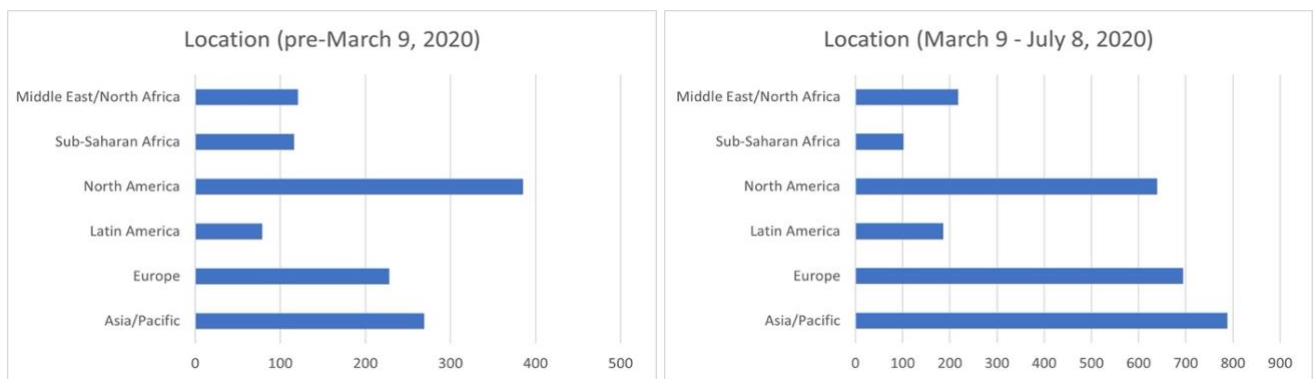 Location (pre-March 9, 2020)
Middle East/North Africa
Sub-Saharan Africa
North America
Latin America
Europe
Asia/Pacific
0 100 200 300 400 500
Location (March 9 - July 8, 2020)
Middle East/North Africa
Sub-Saharan Africa
North America
Latin America
Europe
Asia/Pacific
0 100 200 300 400 500 600 700 800 900